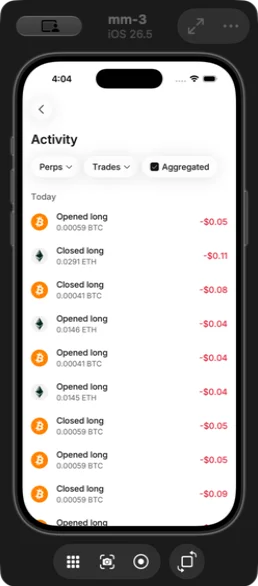 mm-3
iOS 26.5
4:04
Activity
Perps
Trades
Aggregated
Today
Opened long
-$0.05
0.00059 BTC
Closed long
-$0.11
0.0291 ETH
Closed long
-$0.08
0.00041 BTC
Opened long
-$0.04
0.0146 ETH
Opened long
-$0.04
0.00041 BTC
Opened long
-$0.04
0.0145 ETH
Closed long
-$0.05
0.00059 BTC
Opened long
-$0.05
0.00059 BTC
Closed long
-$0.09
0.00059 BTC
Opened long